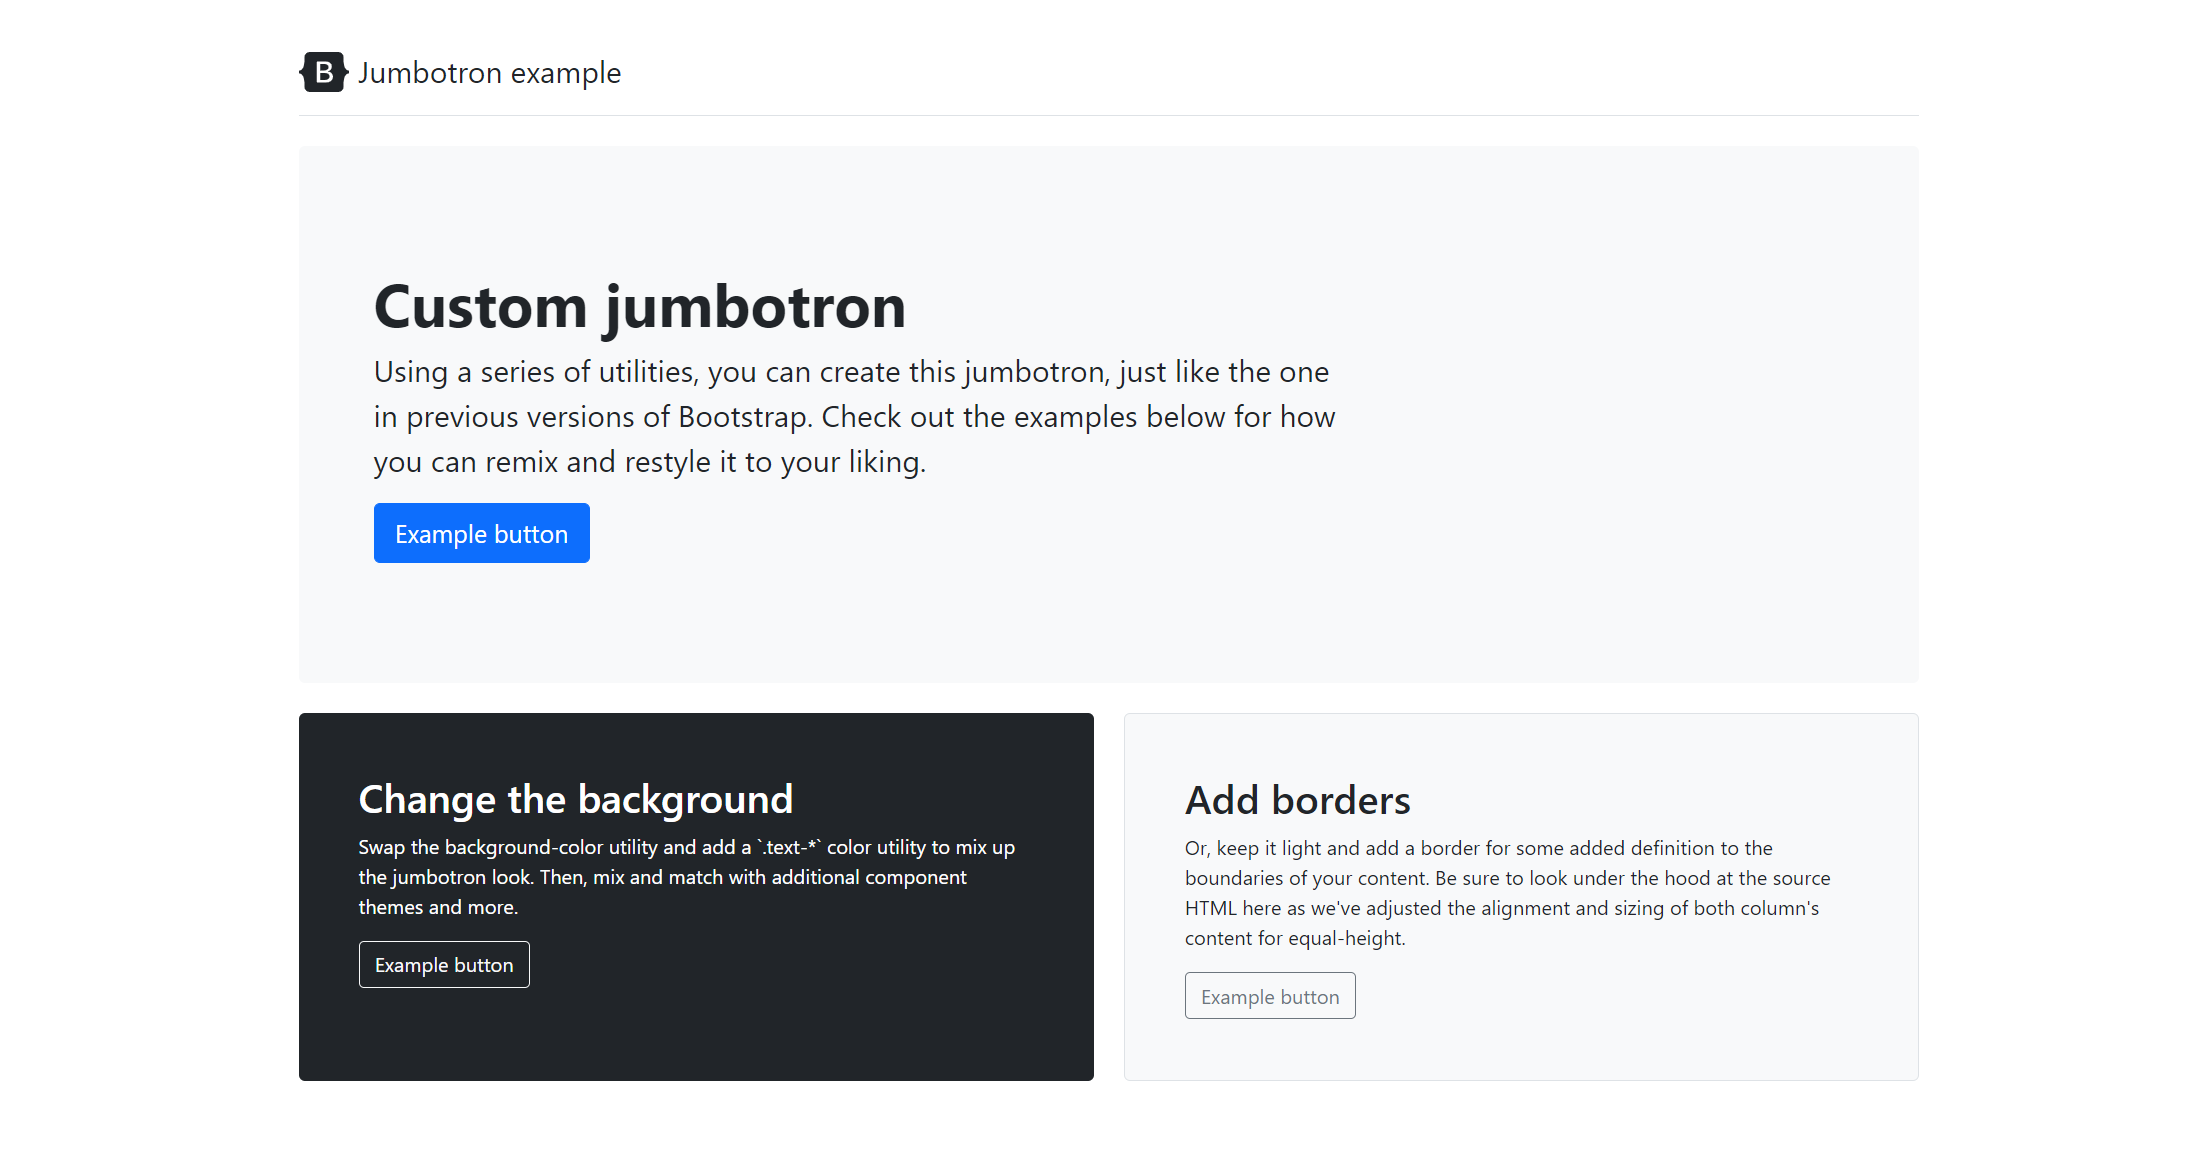 B Jumbotron example
Custom jumbotron
Using a series of utilities, you can create this jumbotron, just like the one
in previous versions of Bootstrap. Check out the examples below for how
you can remix and restyle it to your liking.
Example button
Change the background
Swap the background-color utility and add a `.text-*` color utility to mix up
the jumbotron look. Then, mix and match with additional component
themes and more.
Example button
Add borders
Or, keep it light and add a border for some added definition to the
boundaries of your content. Be sure to look under the hood at the source
HTML here as we've adjusted the alignment and sizing of both column's
content for equal-height.
Example button